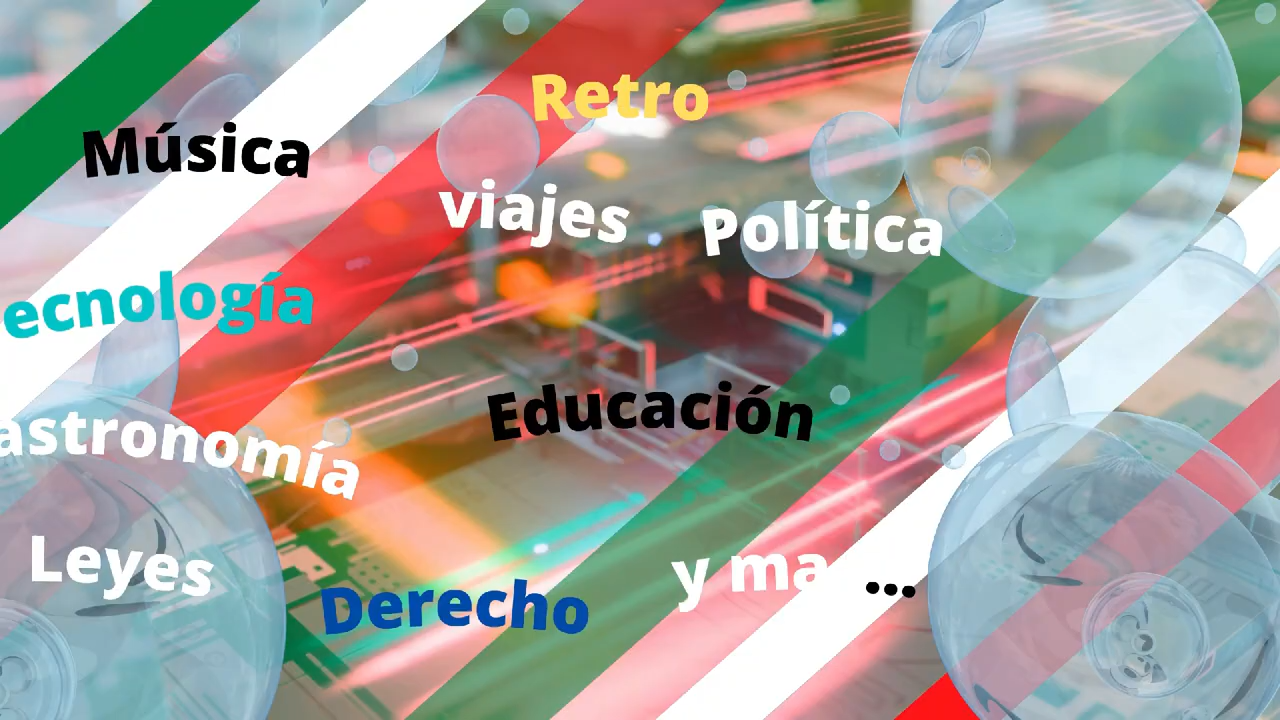 Retro
Música
viajes
Política
ecnología
astronomía
Educación
Leyes
Derecho
y ma ...